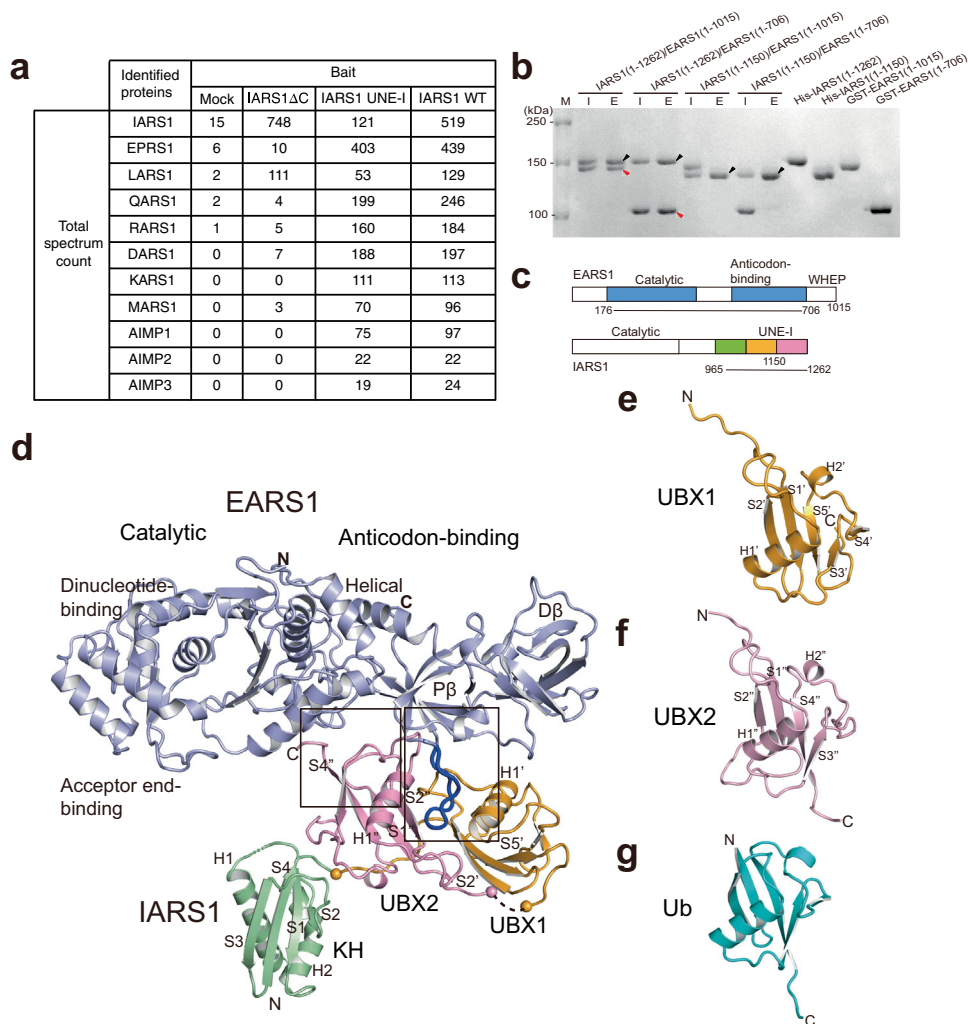 a
Identified proteins
Bait
Mock IARS1ΔC IARS1 UNE-I IARS1 WT
Total spectrum count
IARS1 15 748 121 519
EPRS1 6 10 403 439
LARS1 2 111 53 129
QARS1 2 4 199 246
RARS1 1 5 160 184
DARS1 0 7 188 197
KARS1 0 0 111 113
MARS1 0 3 70 96
AIMP1 0 0 75 97
AIMP2 0 0 22 22
AIMP3 0 0 19 24
b
IARS1(1-1262)/EARS1(1-1015)
IARS1(1-1262)/EARS1(1-706)
IARS1(1-1150)/EARS1(1-1015)
IARS1(1-1150)/EARS1(1-706)
His-IARS1(1-1262)
His-IARS1(1-1150)
GST-EARS1(1-1015)
GST-EARS1(1-706)
(kDa) M I E I E I E I E
250
150
100
c
EARS1 Catalytic Anticodon-binding WHEP
176 706 1015
Catalytic UNE-I
IARS1 965 1150 1262
d
EARS1
Catalytic Anticodon-binding
Dinucleotide-binding
N
Helical
C
Dβ
Pβ
Acceptor end-binding
C
S4''
S2''
H1'
S1''
H1''
S5'
S2'
UBX2
UBX1
IARS1
H1
S4
S2
S1
S3
KH
H2
N
e
UBX1
N
H2'
S1'
S2'
S5'
C
S4'
H1'
S3'
f
UBX2
N
H2''
S1''
S2''
S4''
H1''
S3''
C
g
Ub
N
C